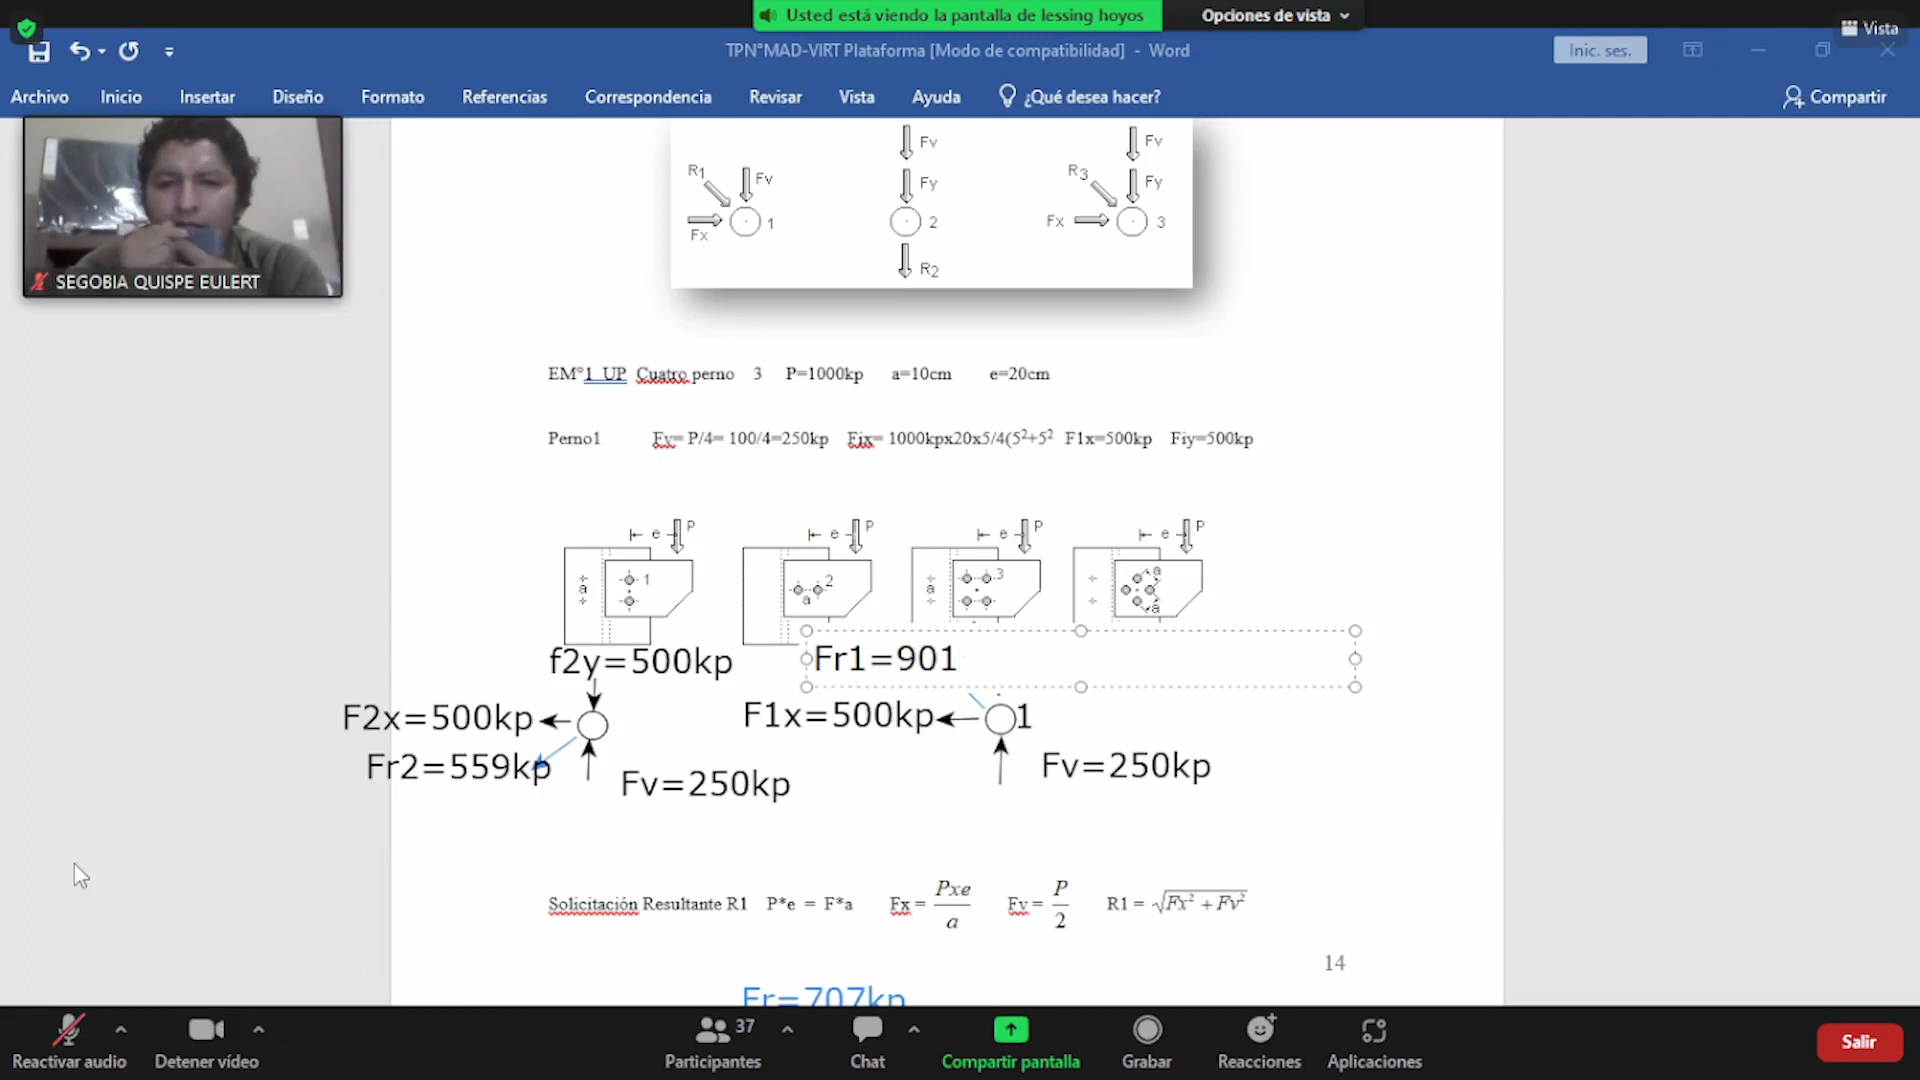 Usted está viendo la pantalla de lessing hoyos
Opciones de vista
Vista
TPN°MAD-VIRT Plataforma [Modo de compatibilidad] - Word
Inic. ses.
Archivo Inicio Insertar Diseño Formato Referencias Correspondencia Revisar Vista Ayuda ¿Qué desea hacer? Compartir
SEGOBIA QUISPE EULERT
Fv Fv
R1 Fv Fy R3 Fy
Fx 1 2 Fx 3
R2
EM°1 UP Cuatro perno 3 P=1000kp a=10cm e=20cm
Perno1 Fv= P/4= 100/4=250kp Fix= 1000kpx20x5/4(5²+5² F1x=500kp Fiy=500kp
e P e P e P e P
a 1 a 2 a 3 a a
f2y=500kp Fr1=901
F2x=500kp F1x=500kp 1
Fr2=559kp Fv=250kp
Fv=250kp
Solicitación Resultante R1 P*e = F*a Fx = Pxe / a Fv = P / 2 R1 = √Fx² + Fv²
14
Fr=707kp
37
Reactivar audio Detener vídeo Participantes Chat Compartir pantalla Grabar Reacciones Aplicaciones Salir